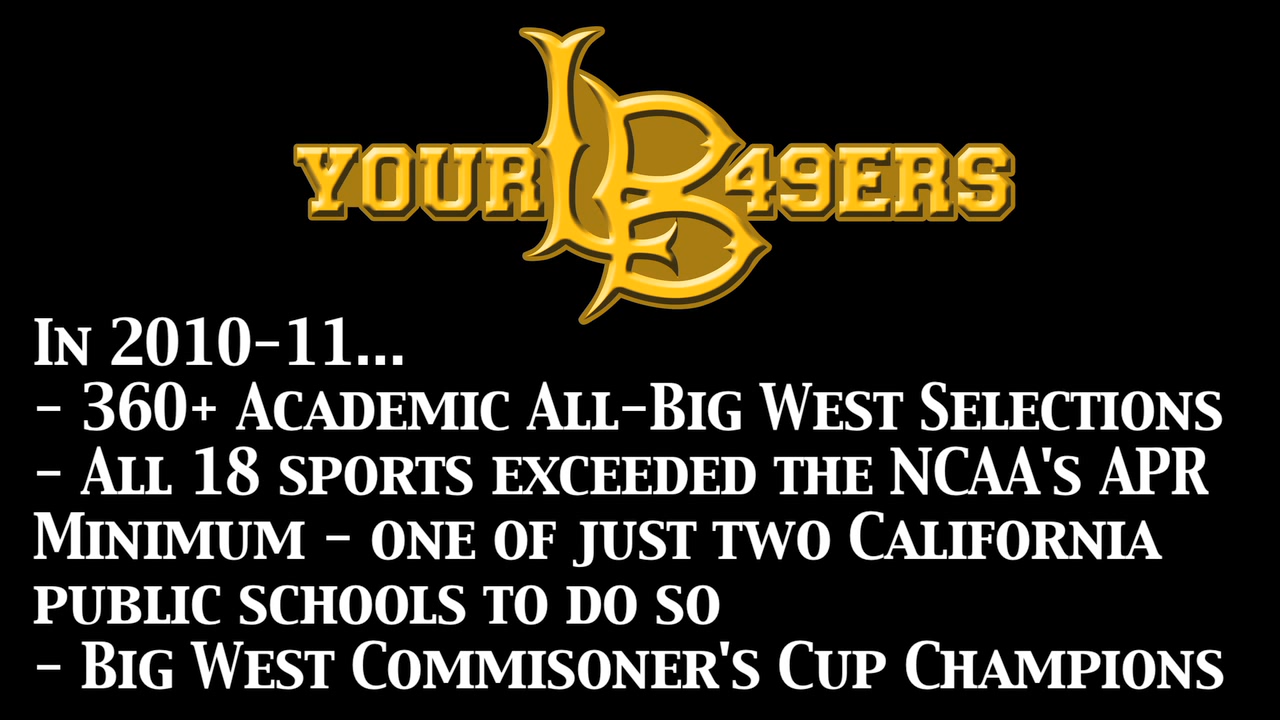 YOUR LB 49ERS
In 2010-11...
- 360+ Academic All-Big West Selections
- All 18 sports exceeded the NCAA's APR
Minimum - one of just two California
public schools to do so
- Big West Commisoner's Cup Champions